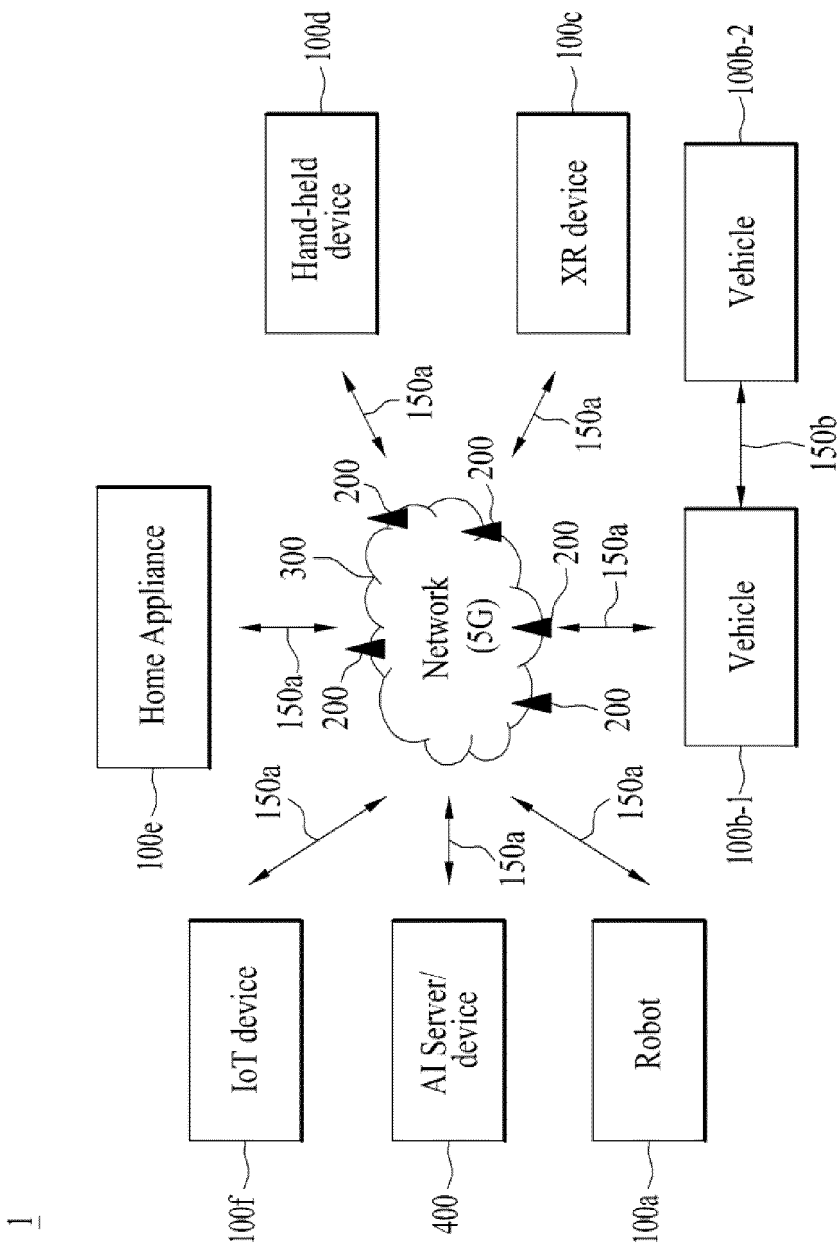 1
100e
Home Appliance
150a
100f
IoT device
150a
400
AI Server/
device
150a
100a
Robot
150a
300
Network
(5G)
200
200
200
200
200
100d
Hand-held
device
150a
100c
XR device
150a
150a
100b-1
Vehicle
150b
Vehicle
100b-2